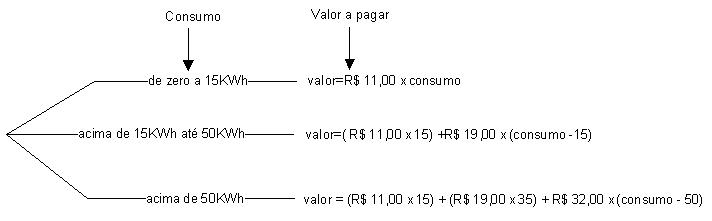 Consumo Valor a pagar
de zero a 15KWh valor=R$ 11,00 x consumo
acima de 15KWh até 50KWh valor=( R$ 11,00 x 15) +R$ 19,00 x (consumo -15)
acima de 50KWh valor = (R$ 11,00 x 15) + (R$ 19,00 x 35) + R$ 32,00 x (consumo - 50)